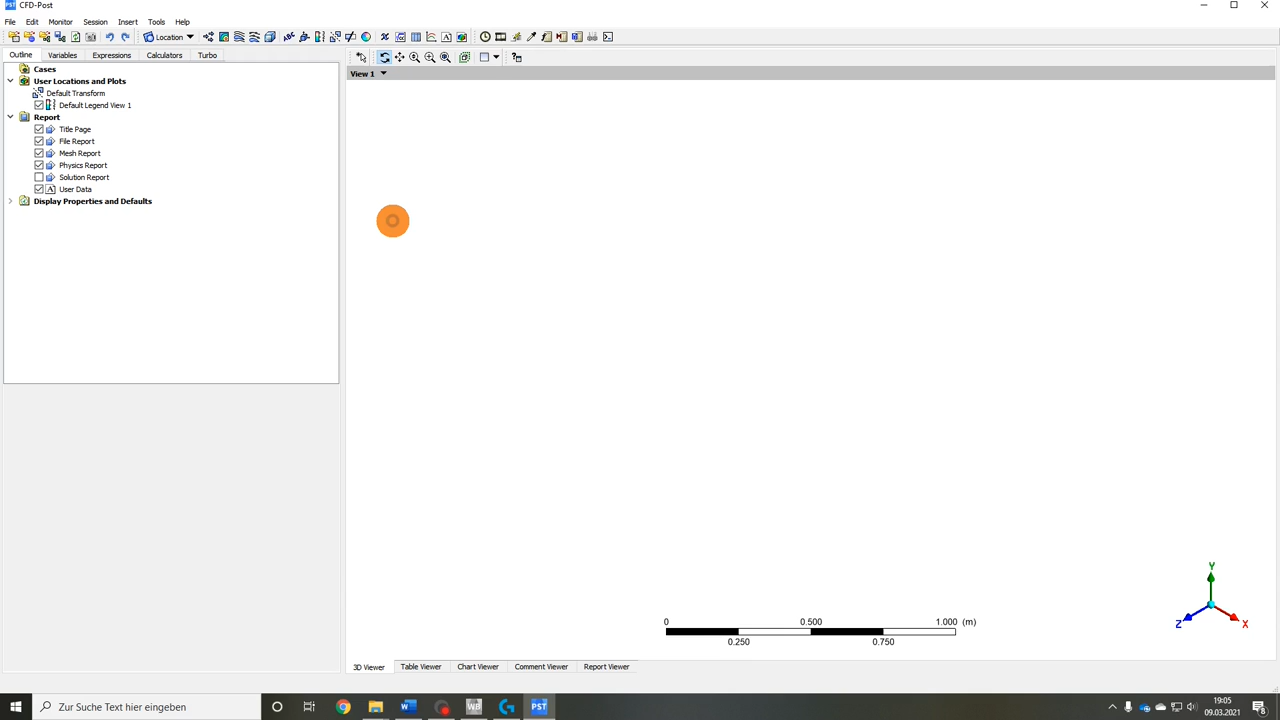 PST CFD-Post
File Edit Monitor Session Insert Tools Help
Location
Outline Variables Expressions Calculators Turbo
View 1
Cases
User Locations and Plots
Default Transform
Default Legend View 1
Report
Title Page
File Report
Mesh Report
Physics Report
Solution Report
A User Data
Display Properties and Defaults
Y
Z X
0 0.500 1.000 (m)
0.250 0.750
3D Viewer Table Viewer Chart Viewer Comment Viewer Report Viewer
Zur Suche Text hier eingeben
W WB PST
19:05
09.03.2021